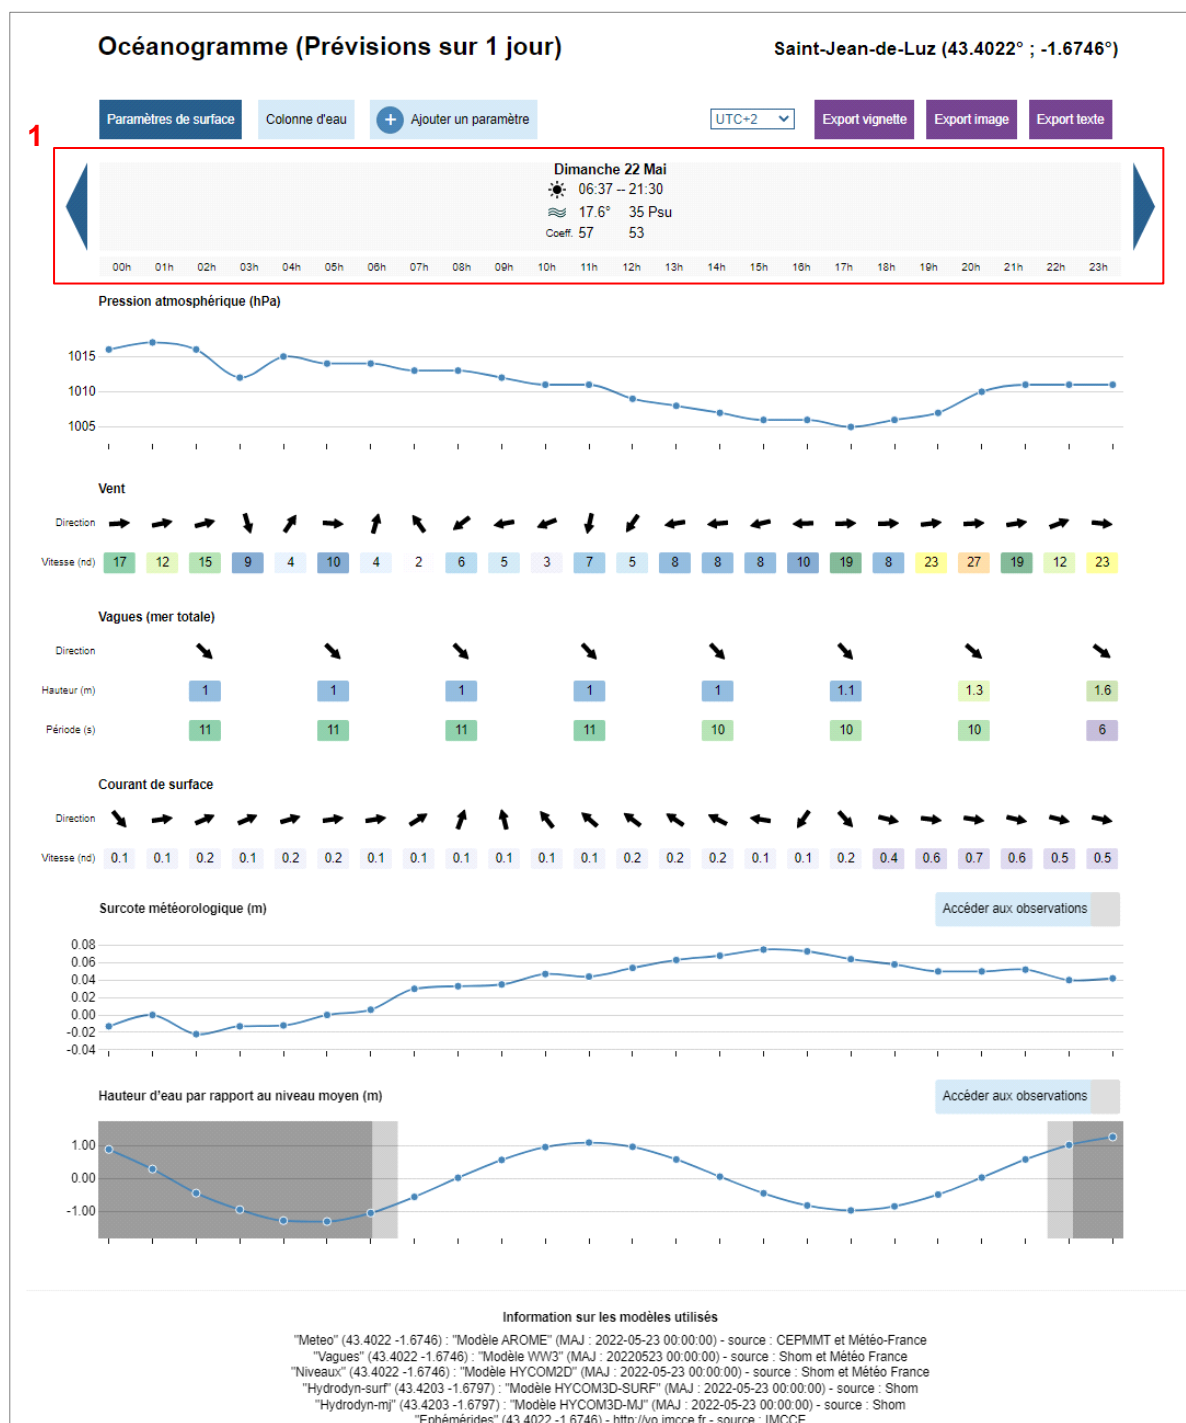 Océanogramme (Prévisions sur 1 jour) Saint-Jean-de-Luz (43.4022° ; -1.6746°)
Paramètres de surface Colonne d'eau + Ajouter un paramètre UTC+2 Export vignette Export image Export texte
1
Dimanche 22 Mai
06:37 -- 21:30
17.6° 35 Psu
Coeff. 57 53
00h 01h 02h 03h 04h 05h 06h 07h 08h 09h 10h 11h 12h 13h 14h 15h 16h 17h 18h 19h 20h 21h 22h 23h
Pression atmosphérique (hPa)
1015
1010
1005
Vent
Direction
Vitesse (nd) 17 12 15 9 4 10 4 2 6 5 3 7 5 8 8 8 10 19 8 23 27 19 12 23
Vagues (mer totale)
Direction
Hauteur (m) 1 1 1 1 1 1.1 1.3 1.6
Période (s) 11 11 11 11 10 10 10 6
Courant de surface
Direction
Vitesse (nd) 0.1 0.1 0.2 0.1 0.2 0.2 0.1 0.1 0.1 0.1 0.1 0.1 0.2 0.2 0.2 0.1 0.1 0.2 0.4 0.6 0.7 0.6 0.5 0.5
Surcote météorologique (m) Accéder aux observations
0.08
0.06
0.04
0.02
0.00
-0.02
-0.04
Hauteur d'eau par rapport au niveau moyen (m) Accéder aux observations
1.00
0.00
-1.00
Information sur les modèles utilisés
"Meteo" (43.4022 -1.6746) : "Modèle AROME" (MAJ : 2022-05-23 00:00:00) - source : CEPMMT et Météo-France
"Vagues" (43.4022 -1.6746) : "Modèle WW3" (MAJ : 20220523 00:00:00) - source : Shom et Météo France
"Niveaux" (43.4022 -1.6746) : "Modèle HYCOM2D" (MAJ : 2022-05-23 00:00:00) - source : Shom et Météo France
"Hydrodyn-surf" (43.4203 -1.6797) : "Modèle HYCOM3D-SURF" (MAJ : 2022-05-23 00:00:00) - source : Shom
"Hydrodyn-mj" (43.4203 -1.6797) : "Modèle HYCOM3D-MJ" (MAJ : 2022-05-23 00:00:00) - source : Shom
"Ephémérides" (43.4022 -1.6746) - http://vo.imcce.fr - source : IMCCE